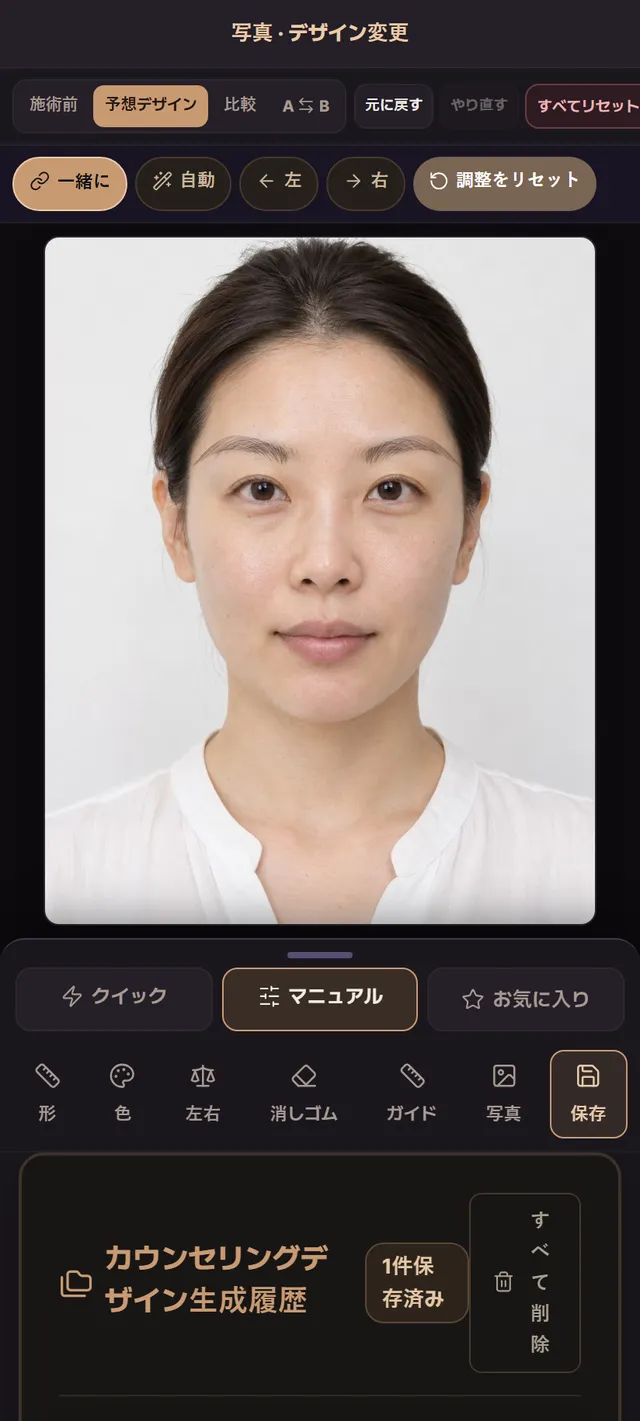 写真・デザイン変更
施術前 予想デザイン 比較 A ⇆ B 元に戻す やり直す すべてリセット
一緒に 自動 ← 左 → 右 調整をリセット
クイック マニュアル お気に入り
形 色 左右 消しゴム ガイド 写真 保存
カウンセリングデ
ザイン生成履歴
1件保
存済み
す
べ
て
削
除